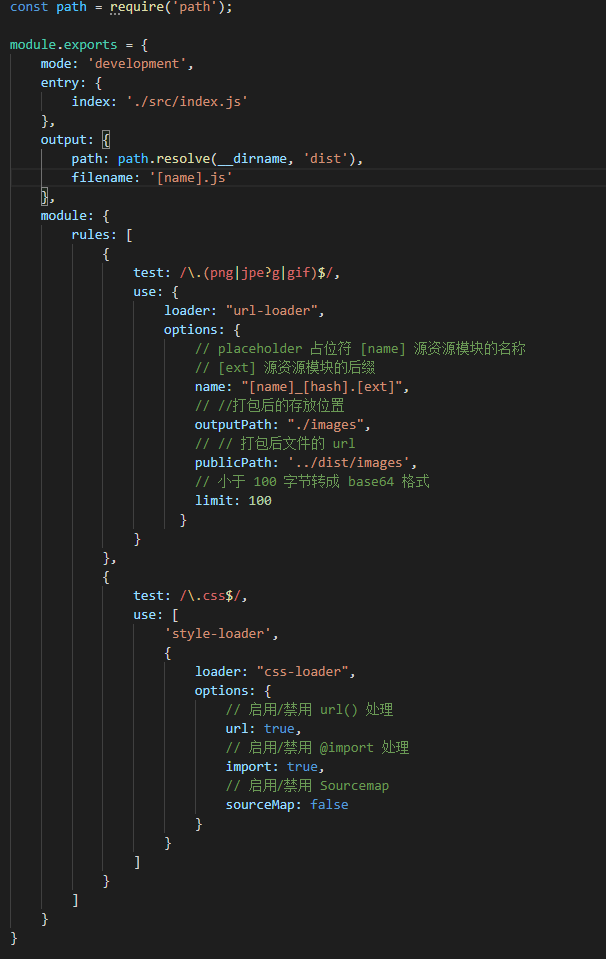 const path = require('path');
module.exports = {
    mode: 'development',
    entry: {
        index: './src/index.js'
    },
    output: {
        path: path.resolve(__dirname, 'dist'),
        filename: '[name].js'
    },
    module: {
        rules: [
            {
                test: /\.(png|jpe?g|gif)$/,
                use: {
                    loader: "url-loader",
                    options: {
                        // placeholder 占位符 [name] 源资源模块的名称
                        // [ext] 源资源模块的后缀
                        name: "[name]_[hash].[ext]",
                        // //打包后的存放位置
                        outputPath: "./images",
                        // // 打包后文件的 url
                        publicPath: '../dist/images',
                        // 小于 100 字节转成 base64 格式
                        limit: 100
                      }
                }
            },
            {
                test: /\.css$/,
                use: [
                    'style-loader',
                    {
                        loader: "css-loader",
                        options: {
                            // 启用/禁用 url() 处理
                            url: true,
                            // 启用/禁用 @import 处理
                            import: true,
                            // 启用/禁用 Sourcemap
                            sourceMap: false
                        }
                    }
                ]
            }
        ]
    }
}